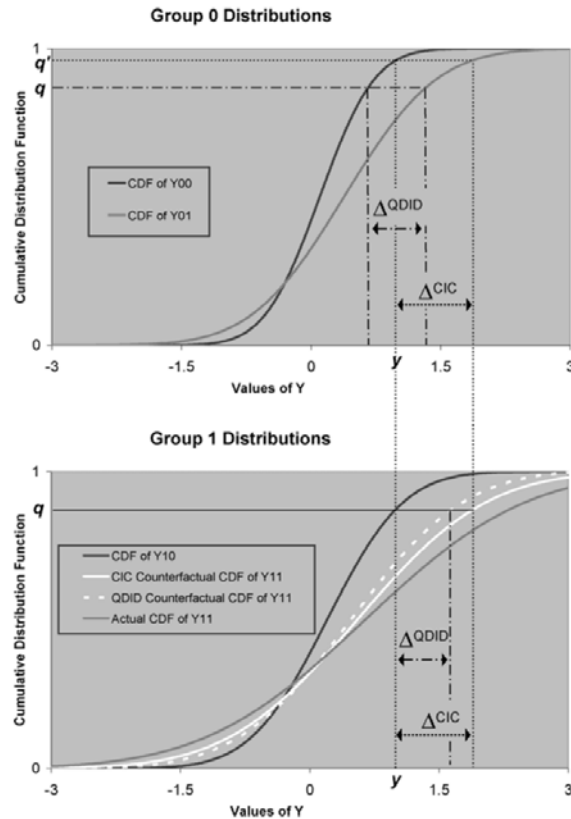 Group 0 Distributions
Cumulative Distribution Function
1
q'
q
0
CDF of Y00
CDF of Y01
Δ^QDID
Δ^CIC
-3
-1.5
0
y
1.5
3
Values of Y
Group 1 Distributions
Cumulative Distribution Function
1
q
0
CDF of Y10
CIC Counterfactual CDF of Y11
QDID Counterfactual CDF of Y11
Actual CDF of Y11
Δ^QDID
Δ^CIC
-3
-1.5
0
y
1.5
3
Values of Y